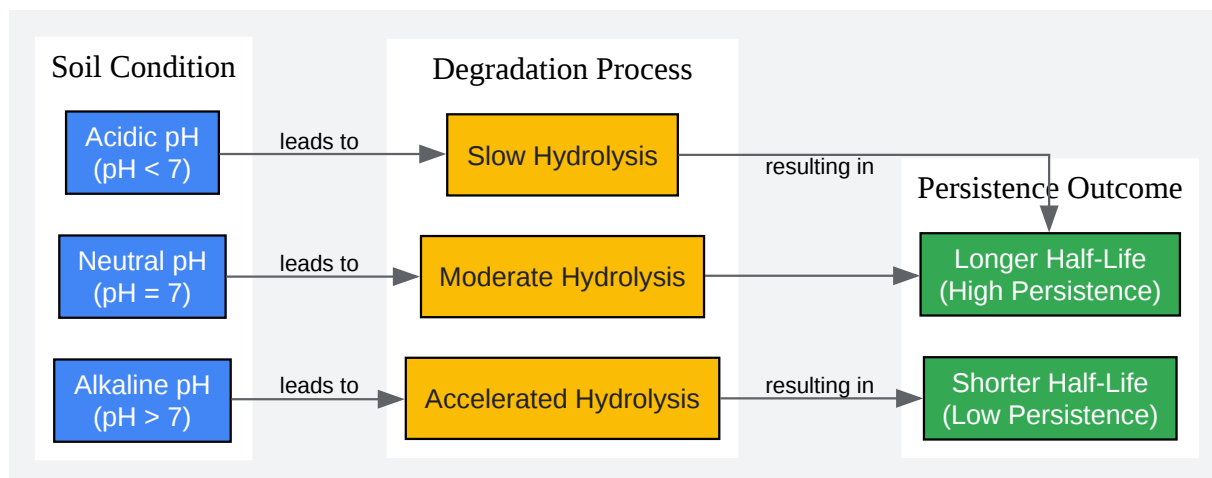 Soil Condition
Acidic pH
(pH < 7)
Neutral pH
(pH = 7)
Alkaline pH
(pH > 7)
leads to
leads to
leads to
Degradation Process
Slow Hydrolysis
Moderate Hydrolysis
Accelerated Hydrolysis
resulting in
resulting in
Persistence Outcome
Longer Half-Life
(High Persistence)
Shorter Half-Life
(Low Persistence)